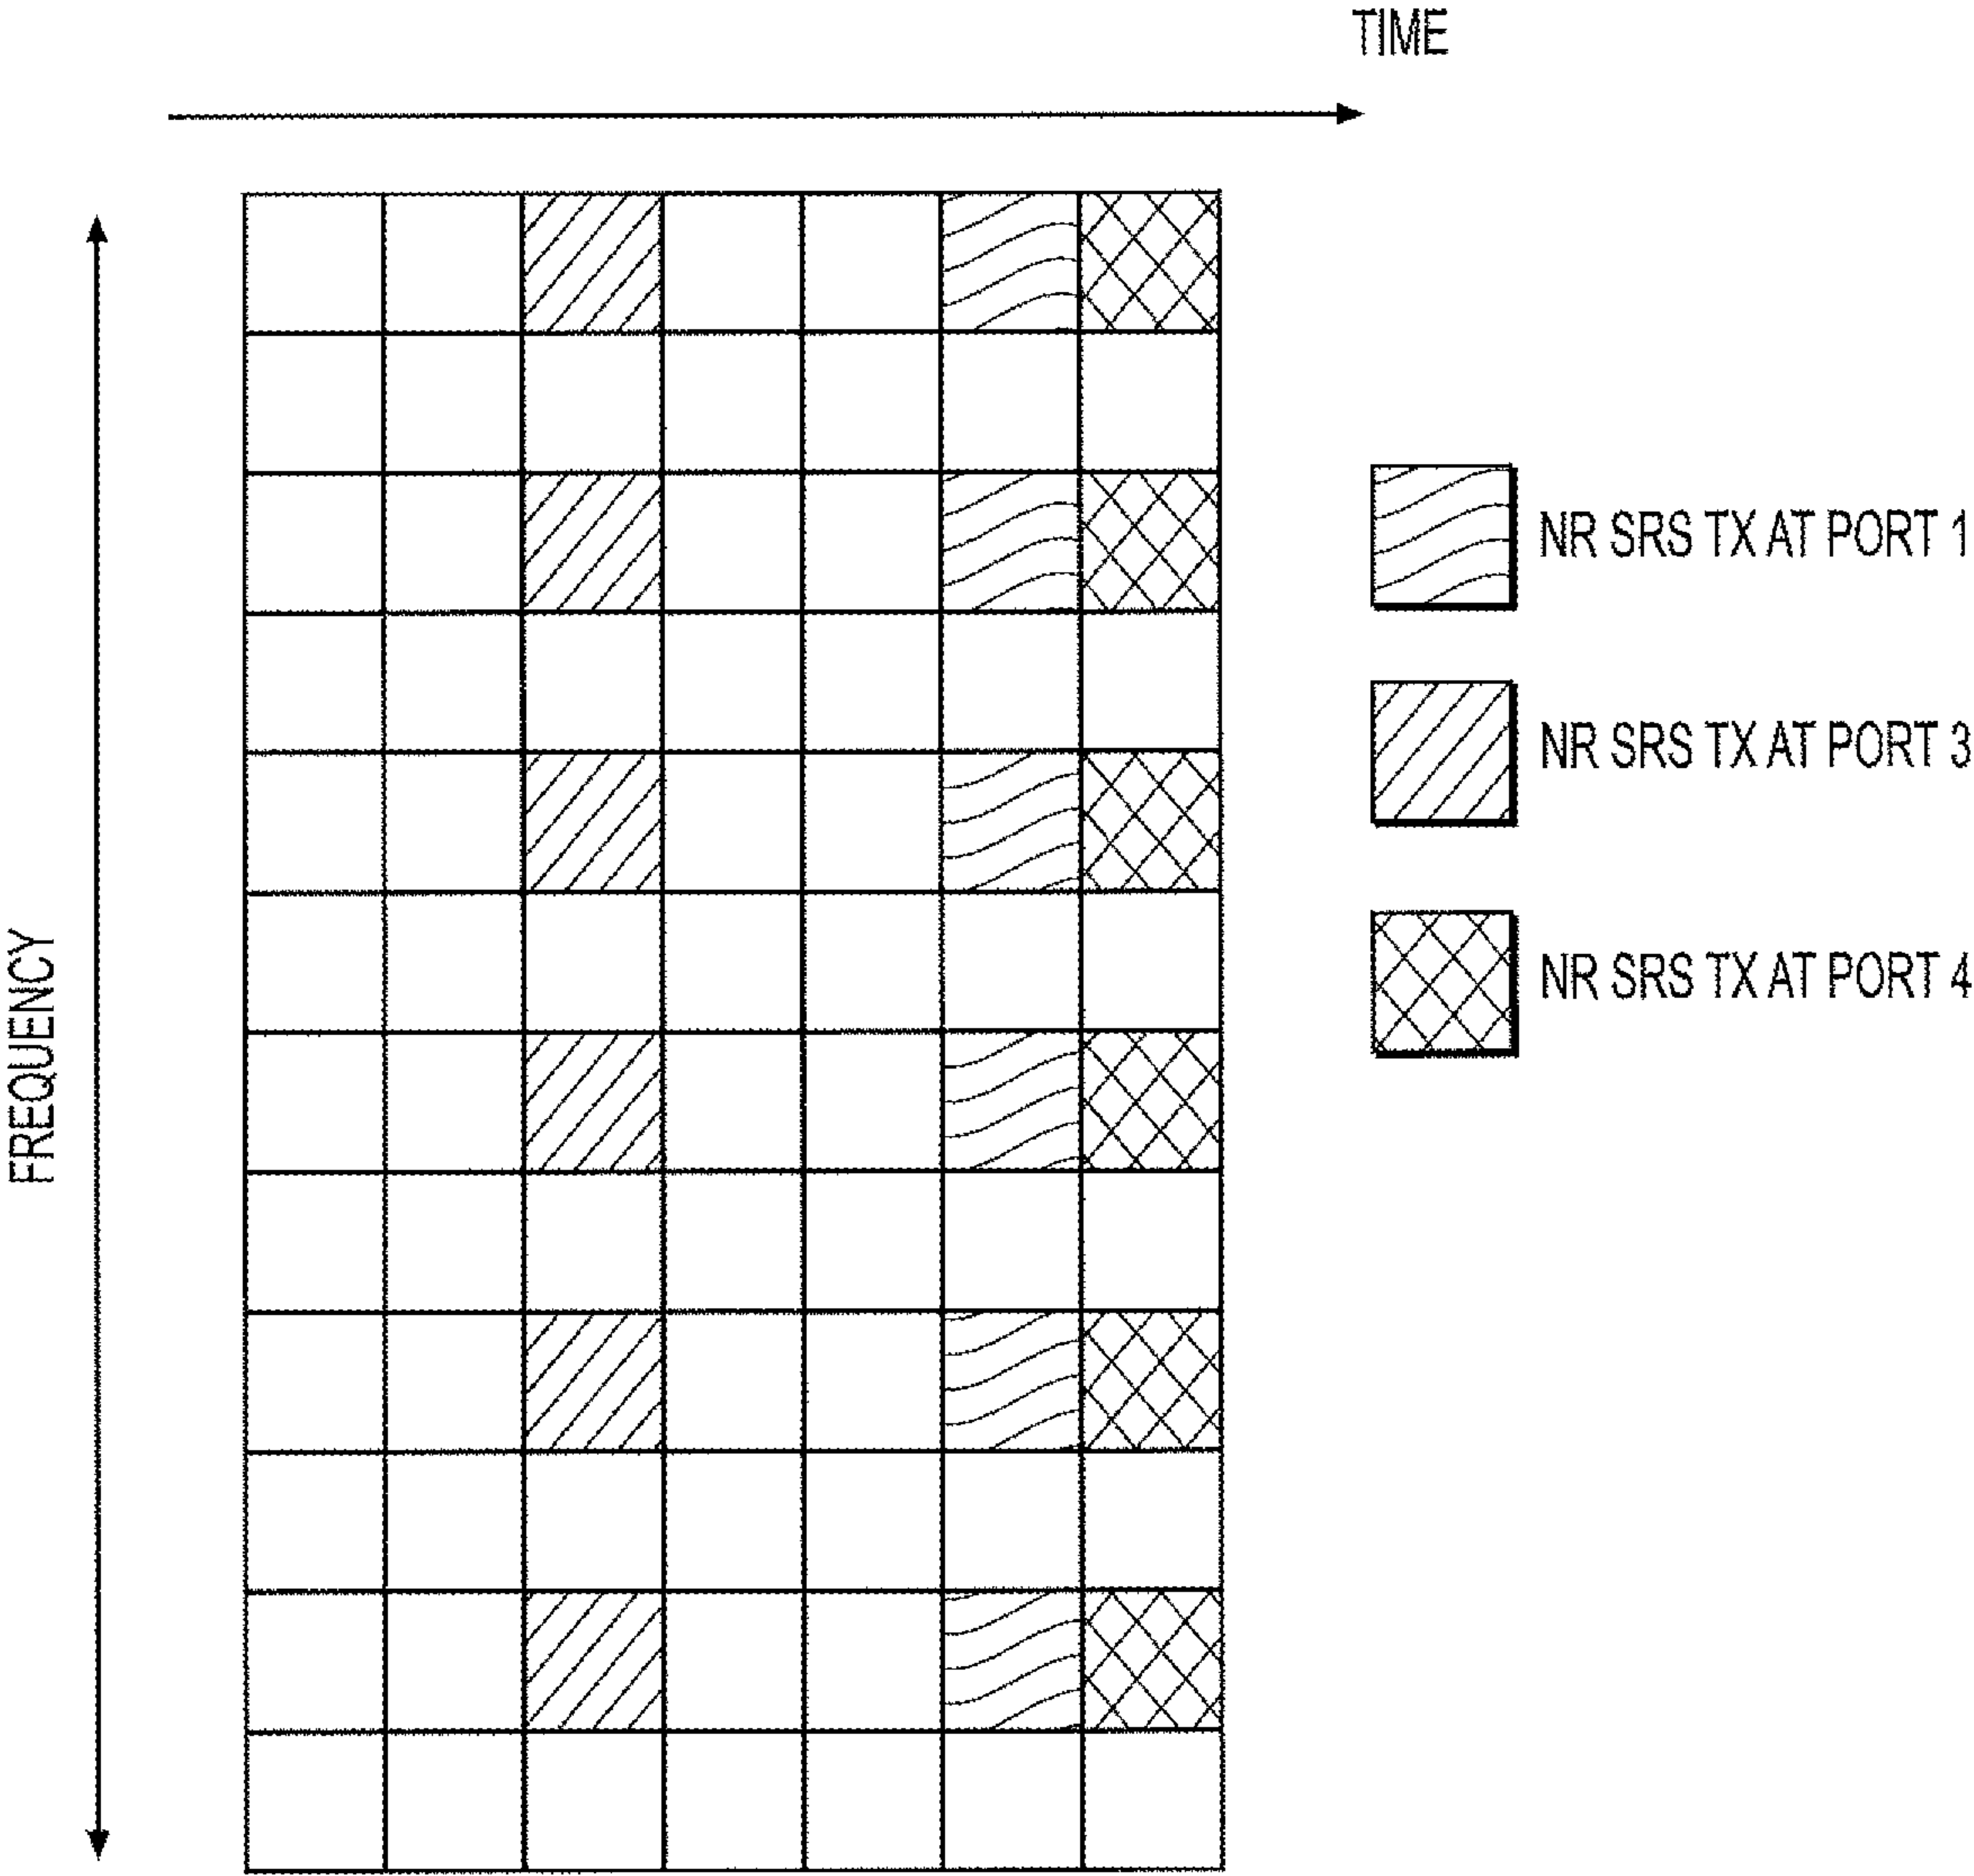 TIME
FREQUENCY
NR SRS TX AT PORT 1
NR SRS TX AT PORT 3
NR SRS TX AT PORT 4